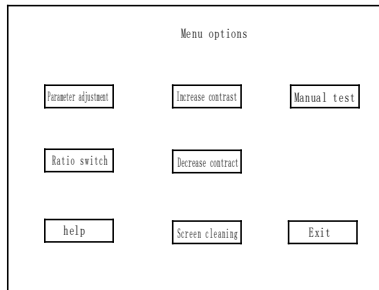 Menu options
Parameter adjustment
Increase contrast
Manual test
Ratio switch
Decrease contract
help
Screen cleaning
Exit